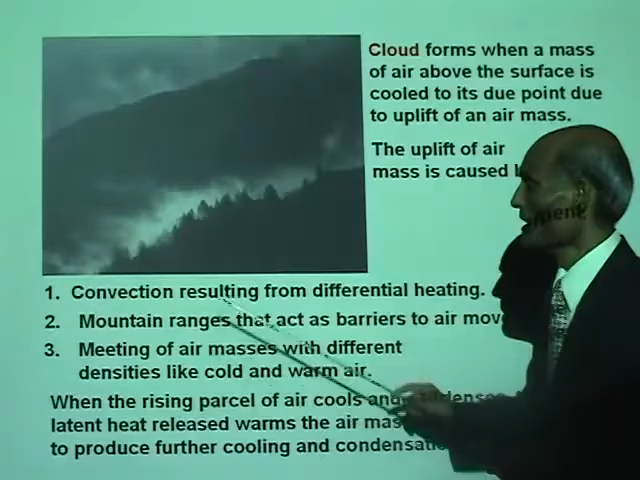 Cloud forms when a mass
of air above the surface is
cooled to its due point due
to uplift of an air mass.
The uplift of air
mass is caused
1. Convection resulting from differential heating.
2. Mountain ranges that act as barriers to air
3. Meeting of air masses with different
densities like cold and warm air.
When the rising parcel of air cools and
latent heat released warms the air
to produce further cooling and